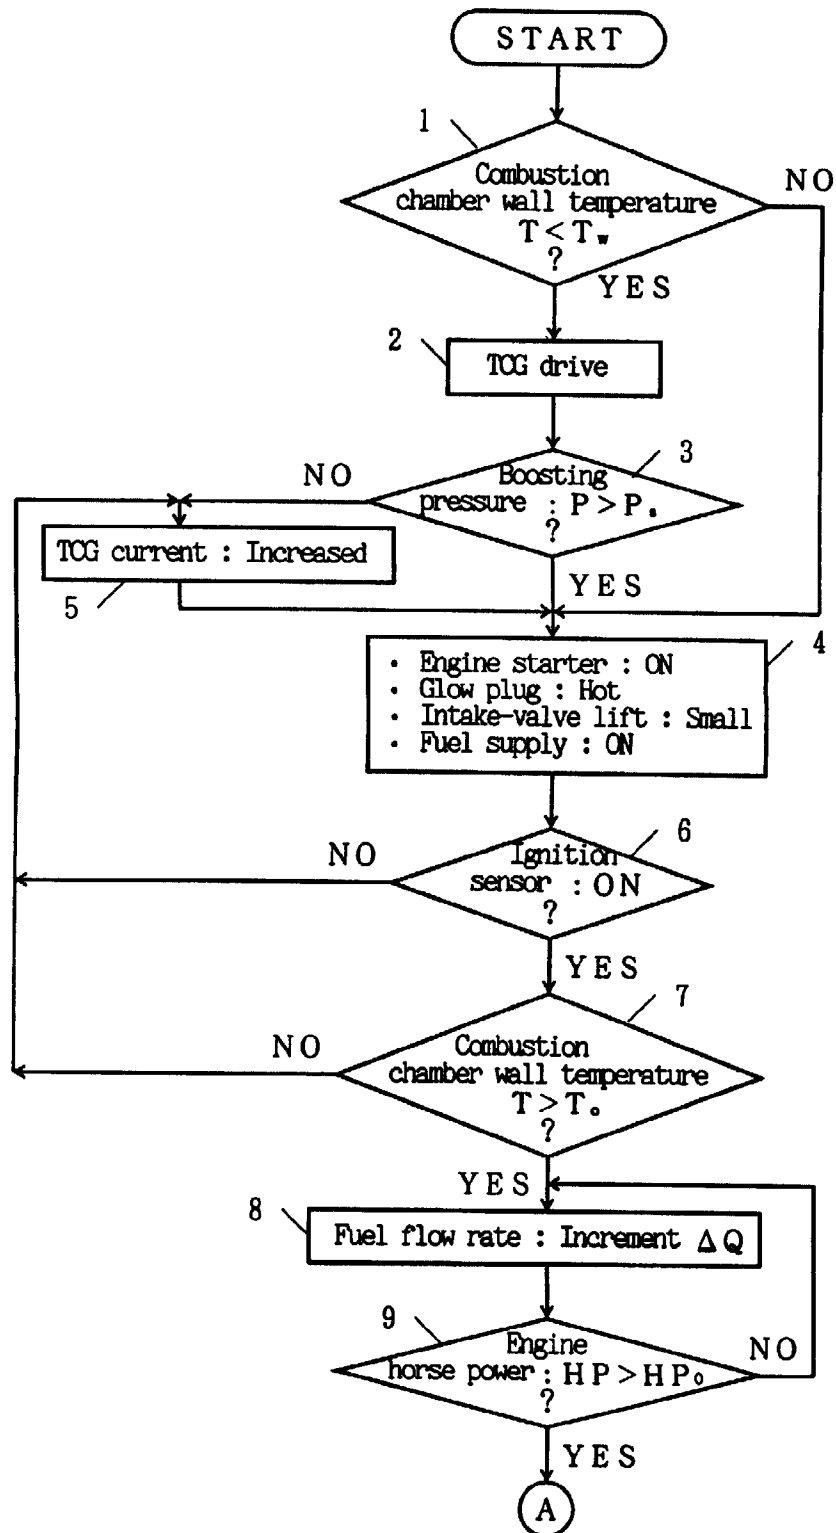 START
1
Combustion
chamber wall temperature
T < Tw
?
NO
YES
2
TCG drive
3
Boosting
pressure : P > P₀
?
NO
YES
TCG current : Increased
5
4
· Engine starter : ON
· Glow plug : Hot
· Intake-valve lift : Small
· Fuel supply : ON
6
Ignition
sensor : ON
?
NO
YES
7
Combustion
chamber wall temperature
T > T₀
?
NO
YES
8
Fuel flow rate : Increment ΔQ
9
Engine
horse power : HP > HP₀
?
NO
YES
A